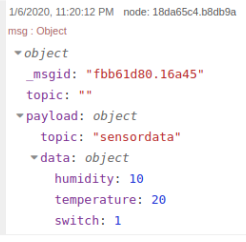 1/6/2020, 11:20:12 PM node: 18da65c4.b8db9a
msg : Object
object
_msgid: "fbb61d80.16a45"
topic: ""
payload: object
topic: "sensordata"
data: object
humidity: 10
temperature: 20
switch: 1